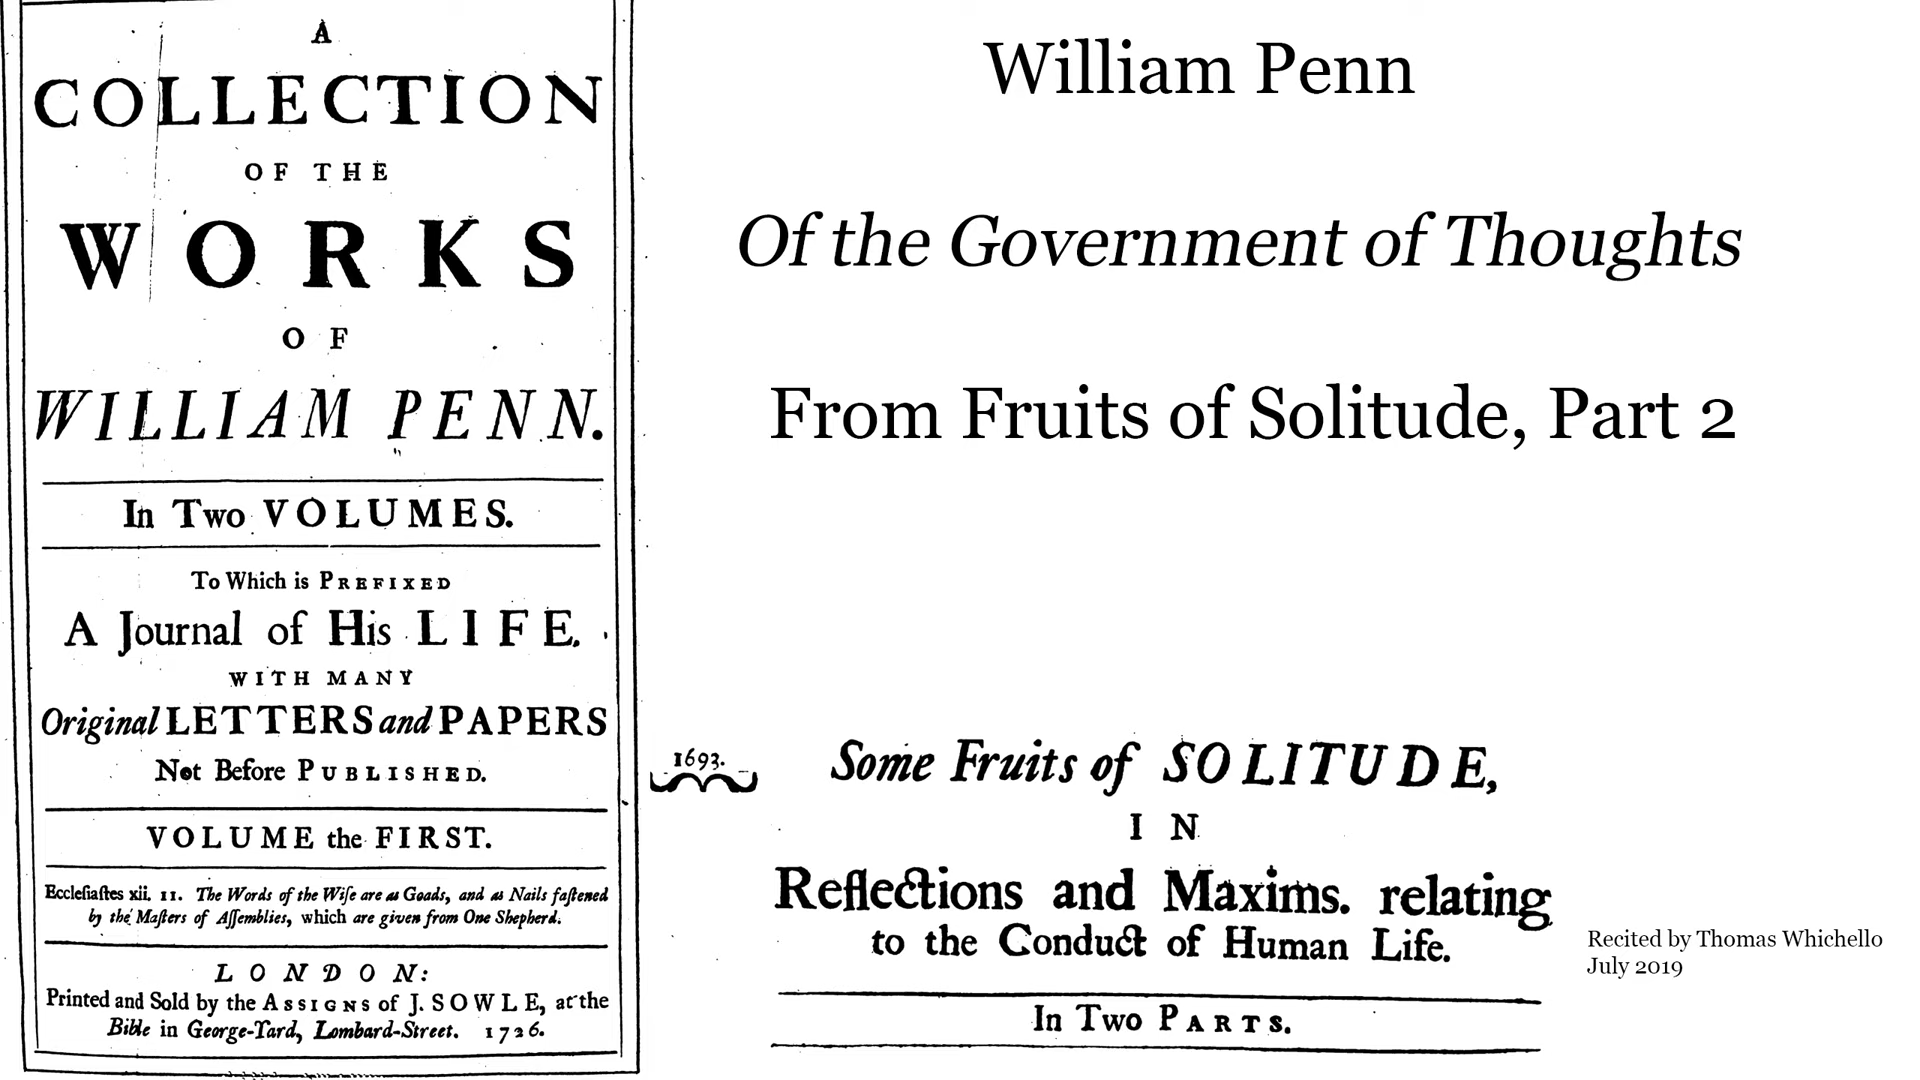 A
COLLECTION
OF THE
WORKS
OF
WILLIAM PENN.
In Two VOLUMES.
To Which is PREFIXED
A Journal of His LIFE.
WITH MANY
Original LETTERS and PAPERS
Not Before PUBLISHED.
VOLUME the FIRST.
Eccleſiaſtes xii. 11. The Words of the Wiſe are as Goads, and as Nails faſtened
by the Maſters of Aſſemblies, which are given from One Shepherd.
LONDON:
Printed and Sold by the ASSIGNS of J. SOWLE, at the
Bible in George-Yard, Lombard-Street. 1726.
William Penn
Of the Government of Thoughts
From Fruits of Solitude, Part 2
1693.
Some Fruits of SOLITUDE,
IN
Reflections and Maxims. relating
to the Conduct of Human Life.
In Two PARTS.
Recited by Thomas Whichello
July 2019